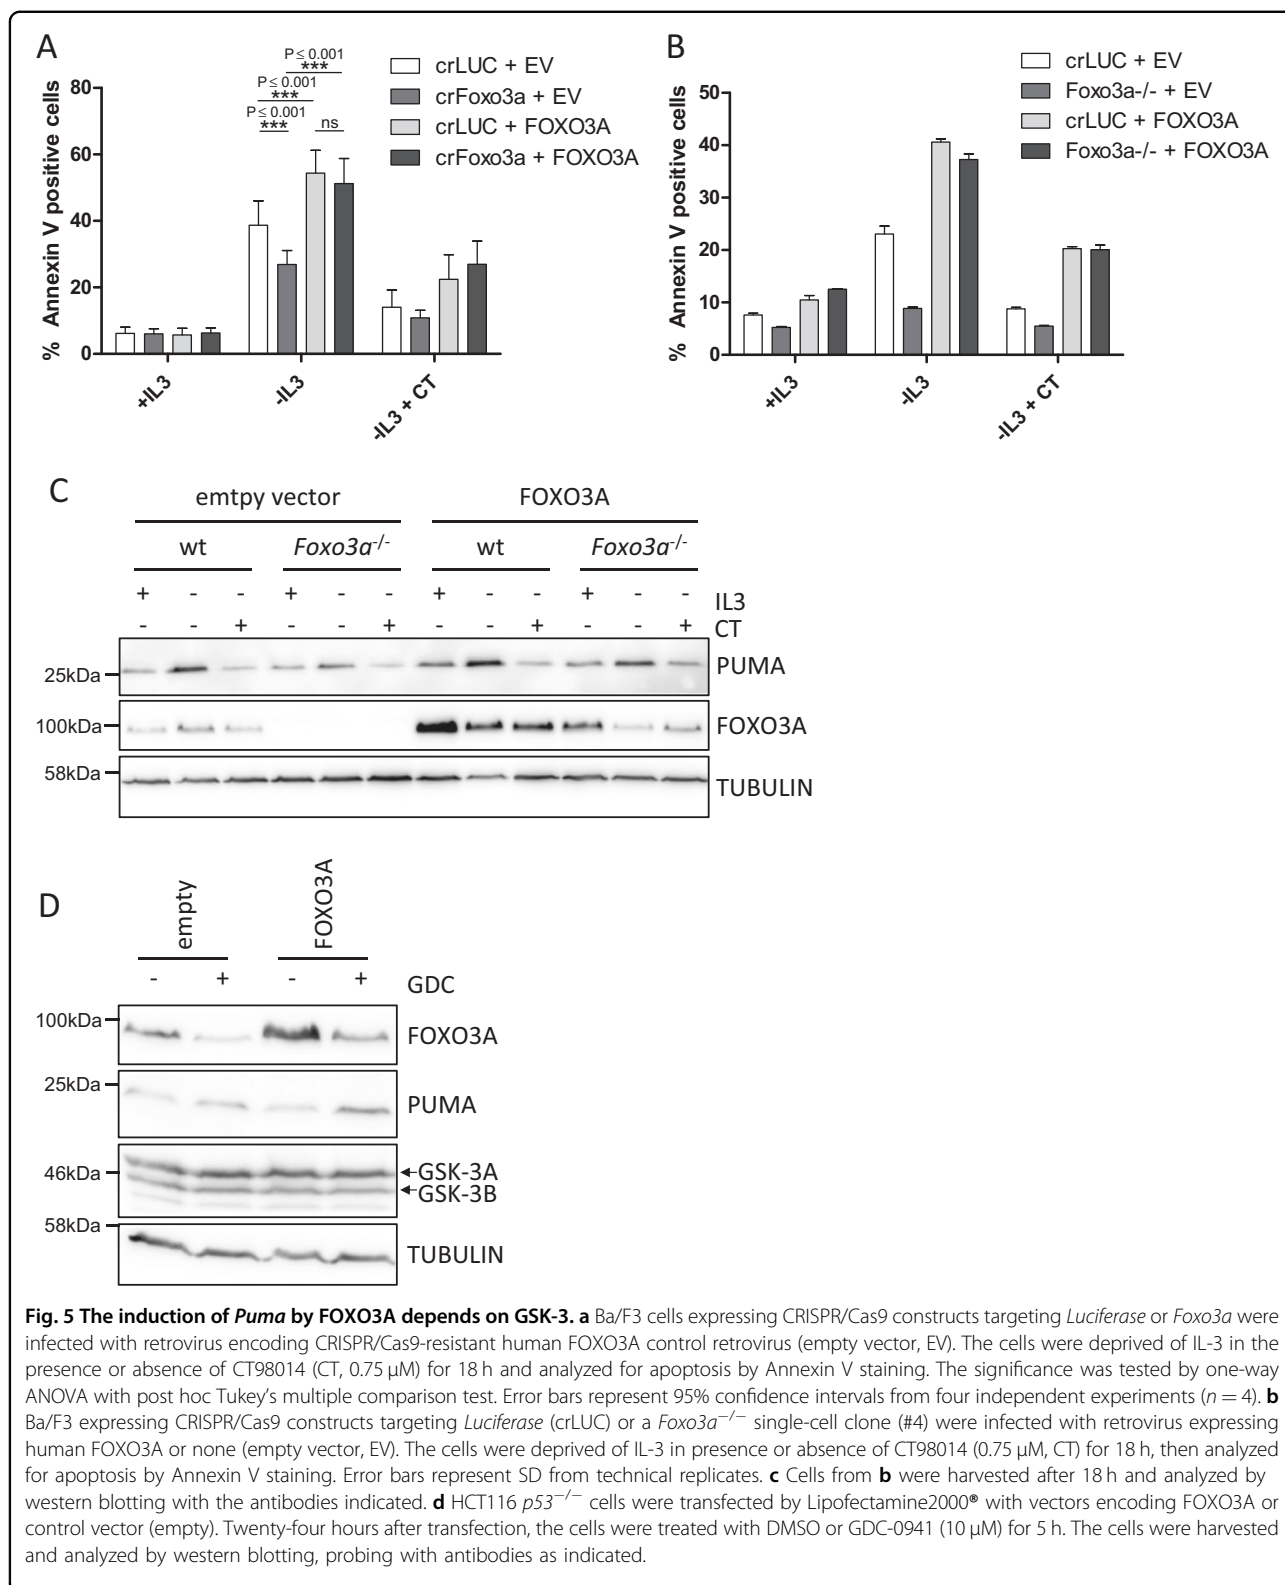 A
P ≤ 0.001
***
P ≤ 0.001
***
P ≤ 0.001
***
ns
crLUC + EV
crFoxo3a + EV
crLUC + FOXO3A
crFoxo3a + FOXO3A
% Annexin V positive cells
80
60
40
20
0
+IL3
-IL3
-IL3 + CT
B
crLUC + EV
Foxo3a-/- + EV
crLUC + FOXO3A
Foxo3a-/- + FOXO3A
% Annexin V positive cells
50
40
30
20
10
0
+IL3
-IL3
-IL3 + CT
C
emtpy vector FOXO3A
wt Foxo3a-/- wt Foxo3a-/-
+ - - + - - + - - + - - IL3
- - + - - + - - + - - + CT
25kDa PUMA
100kDa FOXO3A
58kDa TUBULIN
D
empty FOXO3A
- + - + GDC
100kDa FOXO3A
25kDa PUMA
46kDa GSK-3A
GSK-3B
58kDa TUBULIN
Fig. 5 The induction of Puma by FOXO3A depends on GSK-3. a Ba/F3 cells expressing CRISPR/Cas9 constructs targeting Luciferase or Foxo3a were
infected with retrovirus encoding CRISPR/Cas9-resistant human FOXO3A control retrovirus (empty vector, EV). The cells were deprived of IL-3 in the
presence or absence of CT98014 (CT, 0.75 μM) for 18 h and analyzed for apoptosis by Annexin V staining. The significance was tested by one-way
ANOVA with post hoc Tukey's multiple comparison test. Error bars represent 95% confidence intervals from four independent experiments (n = 4). b
Ba/F3 expressing CRISPR/Cas9 constructs targeting Luciferase (crLUC) or a Foxo3a−/− single-cell clone (#4) were infected with retrovirus expressing
human FOXO3A or none (empty vector, EV). The cells were deprived of IL-3 in presence or absence of CT98014 (0.75 μM, CT) for 18 h, then analyzed
for apoptosis by Annexin V staining. Error bars represent SD from technical replicates. c Cells from b were harvested after 18 h and analyzed by
western blotting with the antibodies indicated. d HCT116 p53−/− cells were transfected by Lipofectamine2000® with vectors encoding FOXO3A or
control vector (empty). Twenty-four hours after transfection, the cells were treated with DMSO or GDC-0941 (10 μM) for 5 h. The cells were harvested
and analyzed by western blotting, probing with antibodies as indicated.